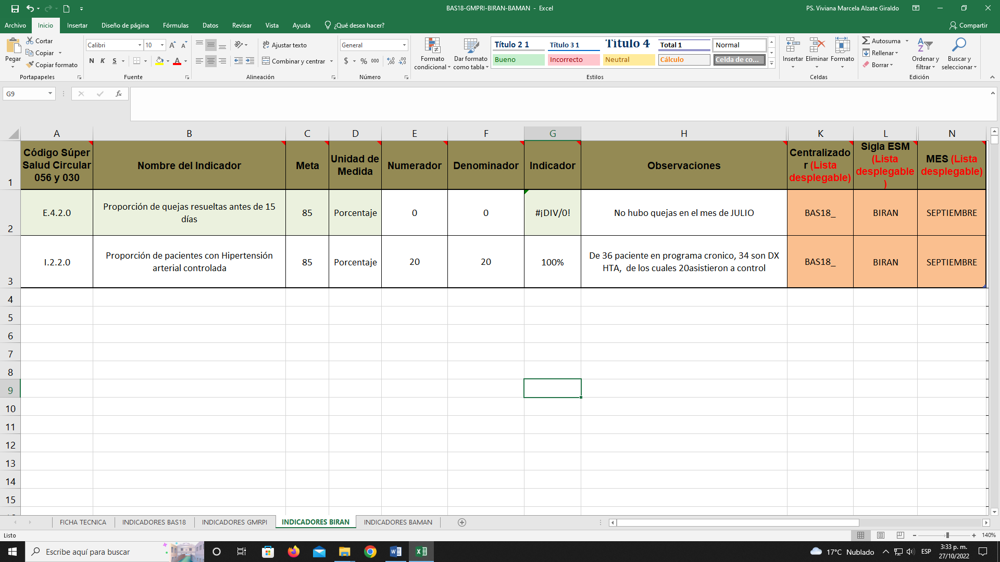 BAS18-GMPRI-BIRAN-BAMAN - Excel
PS. Viviana Marcela Alzate Giraldo
Archivo Inicio Insertar Diseño de página Fórmulas Datos Revisar Vista Ayuda ¿Qué desea hacer? Compartir
Pegar
Cortar
Copiar
Copiar formato
Portapapeles
Calibri 10
N K S
Fuente
Ajustar texto
Combinar y centrar
Alineación
General
$ % 000
Número
Formato condicional
Dar formato como tabla
Título 2 1 Título 3 1 Título 4 Total 1 Normal
Bueno Incorrecto Neutral Cálculo Celda de co...
Estilos
Insertar Eliminar Formato
Celdas
Autosuma
Rellenar
Borrar
Ordenar y filtrar
Buscar y seleccionar
Edición
G9
fx
A B C D E F G H K L N
1
Código Súper Salud Circular 056 y 030
Nombre del Indicador
Meta
Unidad de Medida
Numerador
Denominador
Indicador
Observaciones
Centralizado
r (Lista
desplegable)
Sigla ESM
(Lista
desplegable
)
MES (Lista
desplegable)
2
E.4.2.0
Proporción de quejas resueltas antes de 15
días
85
Porcentaje
0
0
#¡DIV/0!
No hubo quejas en el mes de JULIO
BAS18_
BIRAN
SEPTIEMBRE
3
I.2.2.0
Proporción de pacientes con Hipertensión
arterial controlada
85
Porcentaje
20
20
100%
De 36 paciente en programa cronico, 34 son DX
HTA, de los cuales 20asistieron a control
BAS18_
BIRAN
SEPTIEMBRE
4
5
6
7
8
9
10
11
12
13
14
15
FICHA TECNICA INDICADORES BAS18 INDICADORES GMRPI INDICADORES BIRAN INDICADORES BAMAN
Listo
140%
Escribe aquí para buscar
17°C Nublado
ESP
3:33 p. m.
27/10/2022